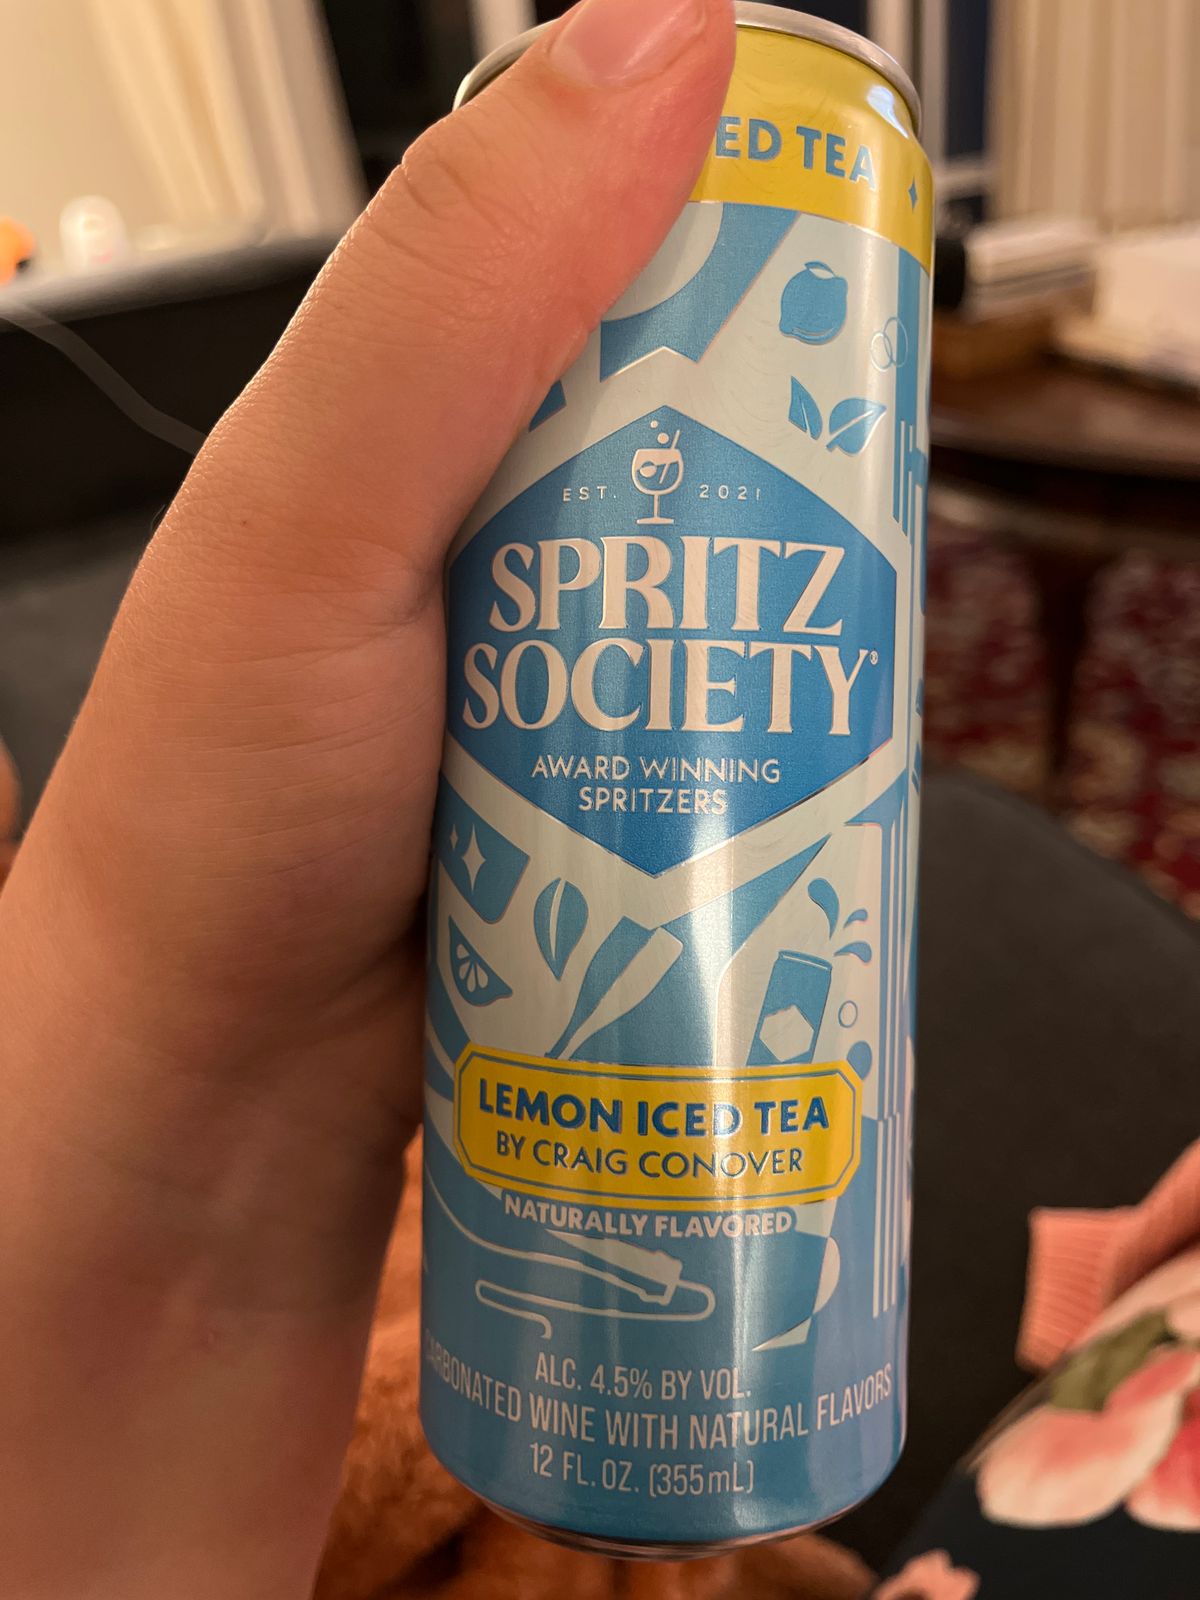 ED TEA
EST. 2021
SPRITZ
SOCIETY®
AWARD WINNING
SPRITZERS
LEMON ICED TEA
BY CRAIG CONOVER
NATURALLY FLAVORED
ALC. 4.5% BY VOL.
CARBONATED WINE WITH NATURAL FLAVORS
12 FL. OZ. (355mL)